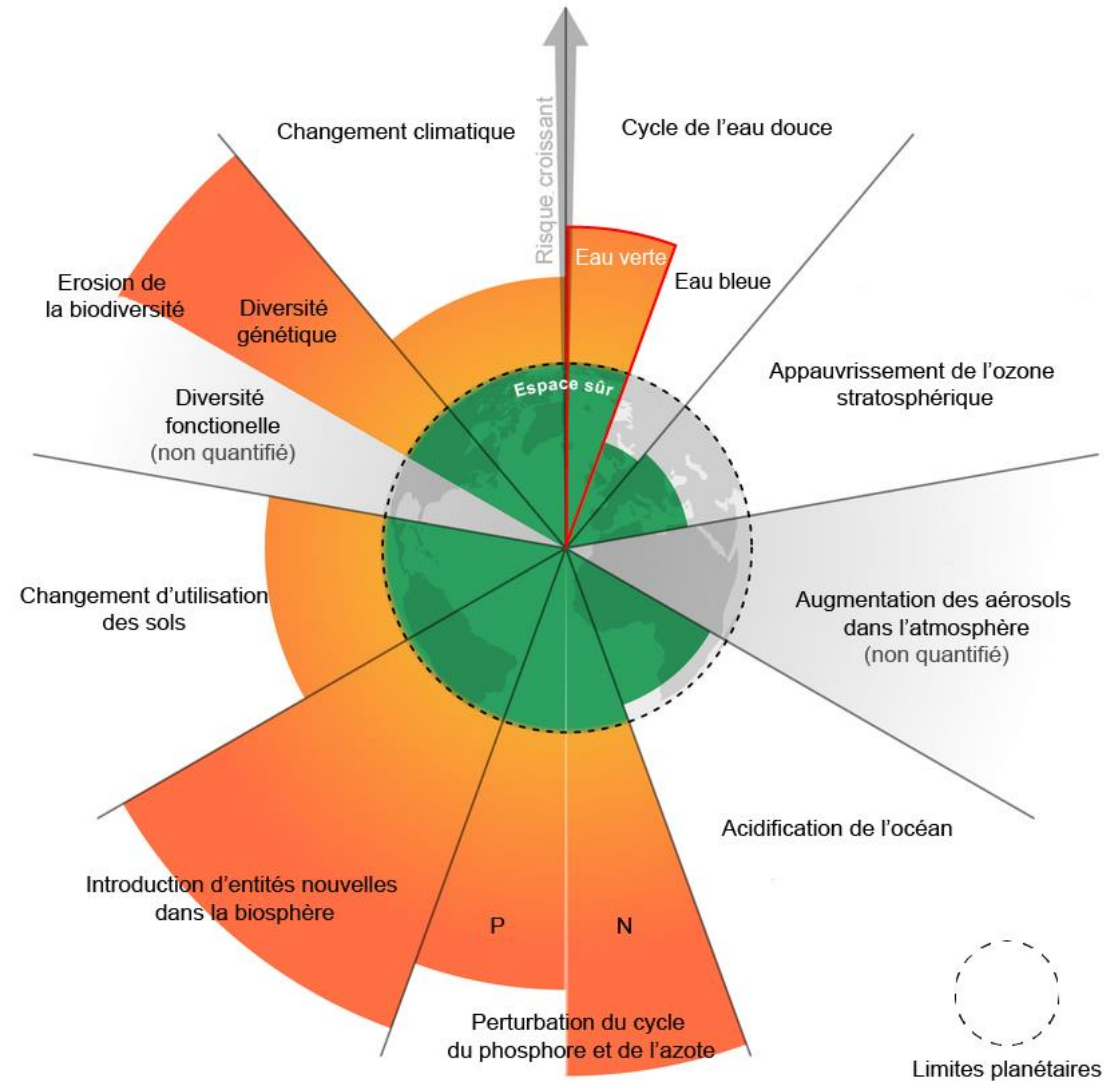 Risque croissant
Changement climatique
Cycle de l'eau douce
Eau verte
Eau bleue
Erosion de
la biodiversité
Diversité
génétique
Espace sûr
Appauvrissement de l'ozone
stratosphérique
Diversité
fonctionelle
(non quantifié)
Changement d'utilisation
des sols
Augmentation des aérosols
dans l'atmosphère
(non quantifié)
Acidification de l'océan
Introduction d'entités nouvelles
dans la biosphère
P
N
Perturbation du cycle
du phosphore et de l'azote
Limites planétaires